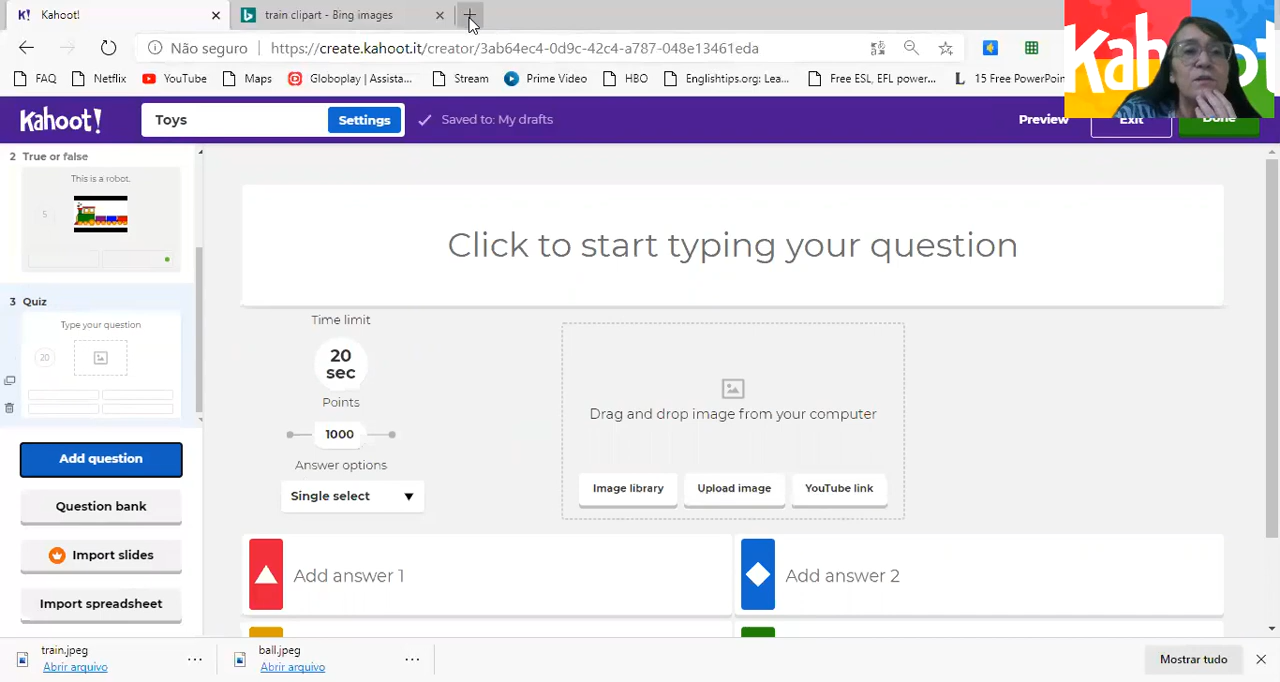 K! Kahoot!
train clipart - Bing images
Não seguro
https://create.kahoot.it/creator/3ab64ec4-0d9c-42c4-a787-048e13461eda
FAQ
Netflix
YouTube
Maps
Globoplay | Assista...
Stream
Prime Video
HBO
Englishtips.org: Lea...
Free ESL, EFL power...
L 15 Free PowerPoin
Kahoot!
Toys
Settings
Saved to: My drafts
Preview
Exit
Done
2 True or false
This is a robot.
5
3 Quiz
Type your question
20
Add question
Question bank
Import slides
Import spreadsheet
Click to start typing your question
Time limit
20
sec
Points
1000
Answer options
Single select
Drag and drop image from your computer
Image library
Upload image
YouTube link
Add answer 1
Add answer 2
train.jpeg
Abrir arquivo
ball.jpeg
Abrir arquivo
Mostrar tudo